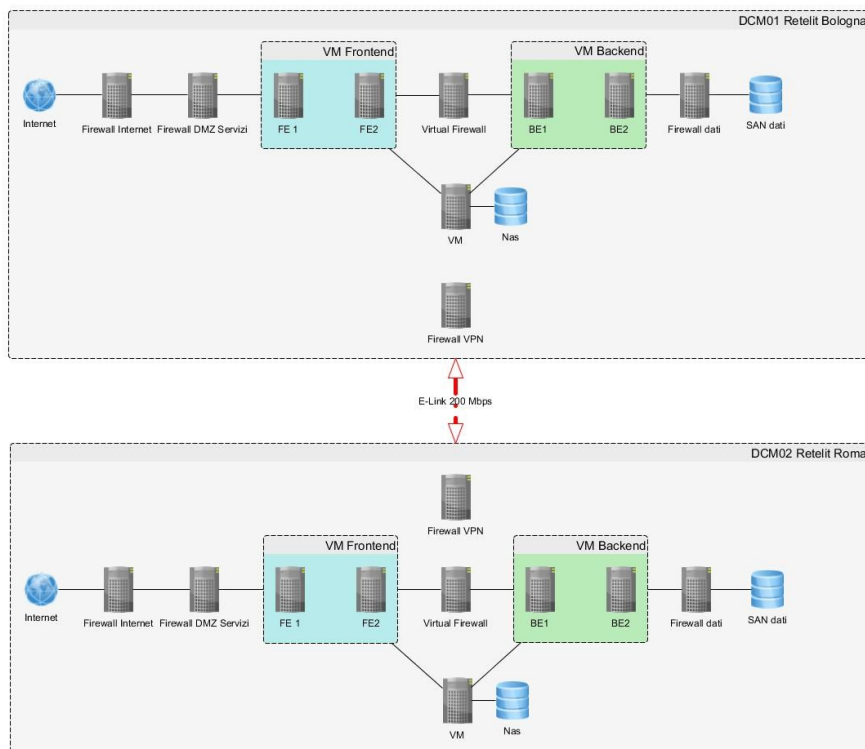 DCM01 Retelit Bologna
VM Frontend
VM Backend
Internet
Firewall Internet
Firewall DMZ Servizi
FE 1
FE2
Virtual Firewall
BE1
BE2
Firewall dati
SAN dati
VM
Nas
Firewall VPN
E-Link 200 Mbps
DCM02 Retelit Roma
Firewall VPN
VM Frontend
VM Backend
Internet
Firewall Internet
Firewall DMZ Servizi
FE 1
FE2
Virtual Firewall
BE1
BE2
Firewall dati
SAN dati
VM
Nas